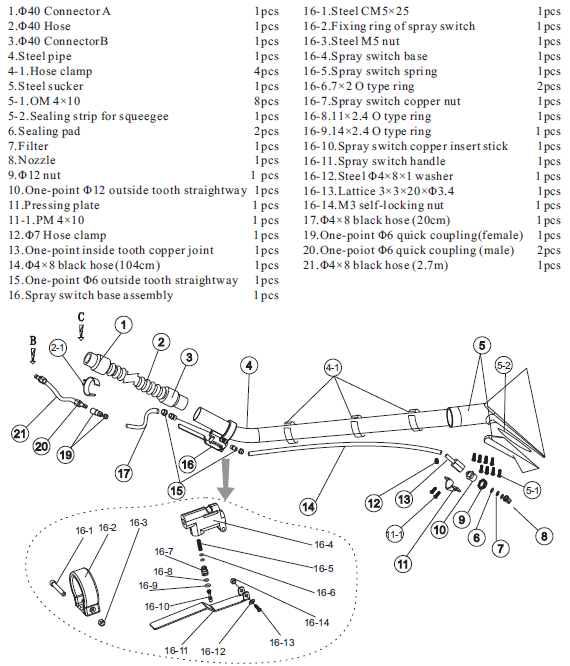 1.Φ40 Connector A 1pcs
2.Φ40 Hose 1pcs
3.Φ40 ConnectorB 1pcs
4.Steel pipe 1pcs
4-1.Hose clamp 4pcs
5.Steel sucker 1pcs
5-1.OM 4×10 8pcs
5-2.Sealing strip for squeegee 1pcs
6.Sealing pad 2pcs
7.Filter 1pcs
8.Nozzle 1pcs
9.Φ12 nut 1 pcs
10.One-point Φ12 outside tooth straightway 1pcs
11.Pressing plate 1pcs
11-1.PM 4×10 1pcs
12.Φ7 Hose clamp 1pcs
13.One-point inside tooth copper joint 1pcs
14.Φ4×8 black hose(104cm) 1pcs
15.One-point Φ6 outside tooth straightway 1pcs
16.Spray switch base assembly 1pcs
16-1.Steel CM5×25 1pcs
16-2.Fixing ring of spray switch 1pcs
16-3.Steel M5 nut 1pcs
16-4.Spray switch base 1pcs
16-5.Spray switch spring 1pcs
16-6.7×2 O type ring 2pcs
16-7.Spray switch copper nut 1pcs
16-8.11×2.4 O type ring 1pcs
16-9.14×2.4 O type ring 1 pcs
16-10.Spray switch copper insert stick 1pcs
16-11.Spray switch handle 1pcs
16-12.Steel Φ4×8×1 washer 1pcs
16-13.Lattice 3×3×20×Φ3.4 1pcs
16-14.M3 self-locking nut 1pcs
17.Φ4×8 black hose (20cm) 1pcs
19.One-point Φ6 quick coupling(female) 1pcs
20.One-point Φ6 quick coupling (male) 2pcs
21.Φ4×8 black hose (2.7m) 1pcs
C
B
1
2
2-1
3
4
4-1
5
5-2
21
20
19
17
16
15
14
12
13
11-1
11
10
9
6
7
8
5-1
16-1
16-2
16-3
16-4
16-5
16-7
16-8
16-6
16-9
16-10
16-14
16-11
16-12
16-13